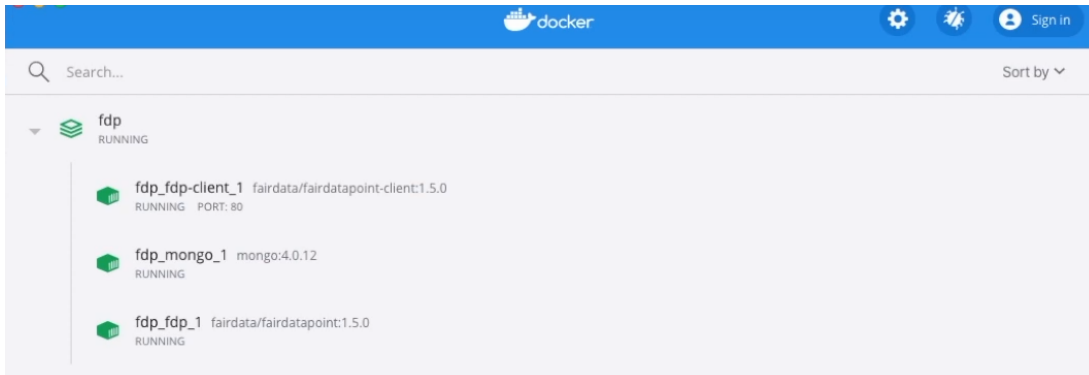 docker
Sign in
Search...
Sort by
fdp
RUNNING
fdp_fdp-client_1 fairdata/fairdatapoint-client:1.5.0
RUNNING PORT: 80
fdp_mongo_1 mongo:4.0.12
RUNNING
fdp_fdp_1 fairdata/fairdatapoint:1.5.0
RUNNING